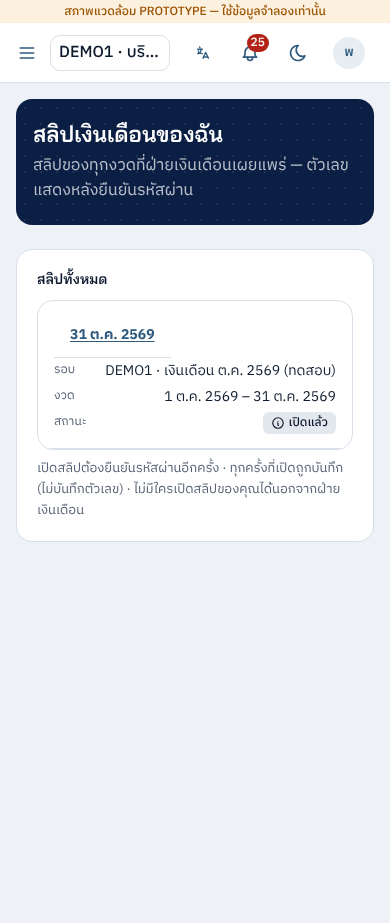 สภาพแวดล้อม PROTOTYPE — ใช้ข้อมูลจำลองเท่านั้น
DEMO1 · บริ...
25
พ
สลิปเงินเดือนของฉัน
สลิปของทุกงวดที่ฝ่ายเงินเดือนเผยแพร่ — ตัวเลข
แสดงหลังยืนยันรหัสผ่าน
สลิปทั้งหมด
31 ต.ค. 2569
รอบ DEMO1 · เงินเดือน ต.ค. 2569 (ทดสอบ)
งวด 1 ต.ค. 2569 – 31 ต.ค. 2569
สถานะ เปิดแล้ว
เปิดสลิปต้องยืนยันรหัสผ่านอีกครั้ง · ทุกครั้งที่เปิดถูกบันทึก
(ไม่บันทึกตัวเลข) · ไม่มีใครเปิดสลิปของคุณได้นอกจากฝ่าย
เงินเดือน